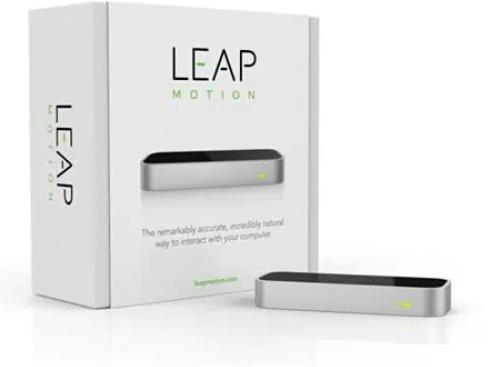 LEAP
MOTION
LEAP
MOTION
The remarkably accurate, incredibly natural
way to interact with your computer
leapmotion.com